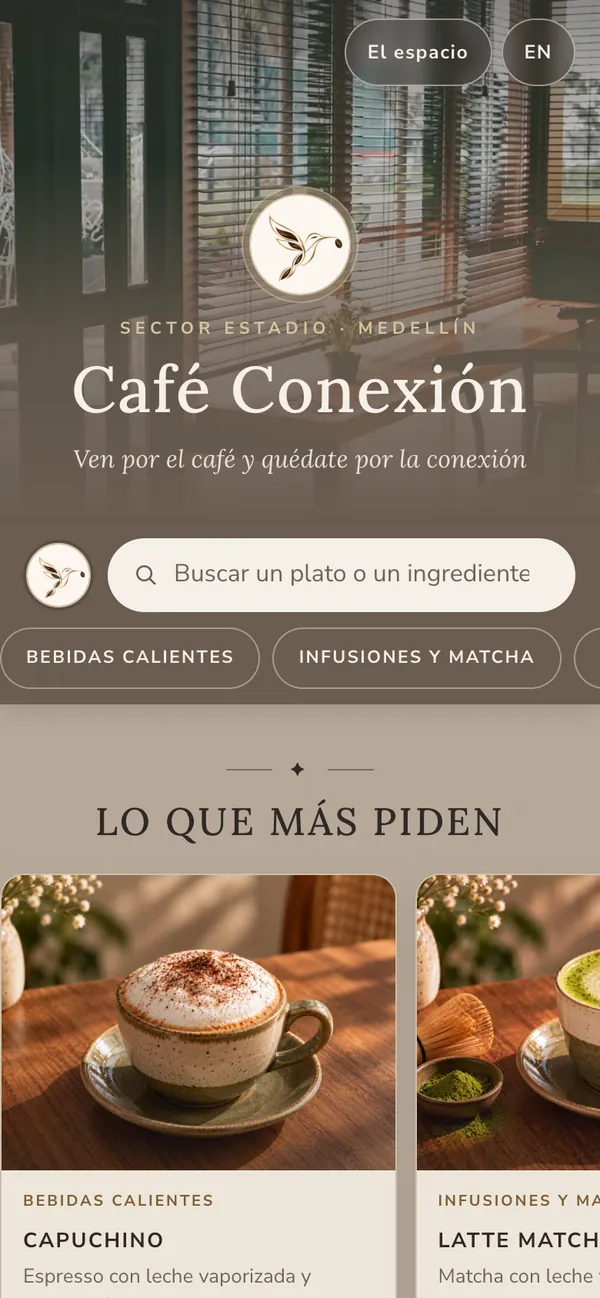 El espacio
EN
SECTOR ESTADIO · MEDELLÍN
Café Conexión
Ven por el café y quédate por la conexión
Buscar un plato o un ingrediente
BEBIDAS CALIENTES
INFUSIONES Y MATCHA
LO QUE MÁS PIDEN
BEBIDAS CALIENTES
CAPUCHINO
Espresso con leche vaporizada y
INFUSIONES Y MA
LATTE MATCH
Matcha con leche